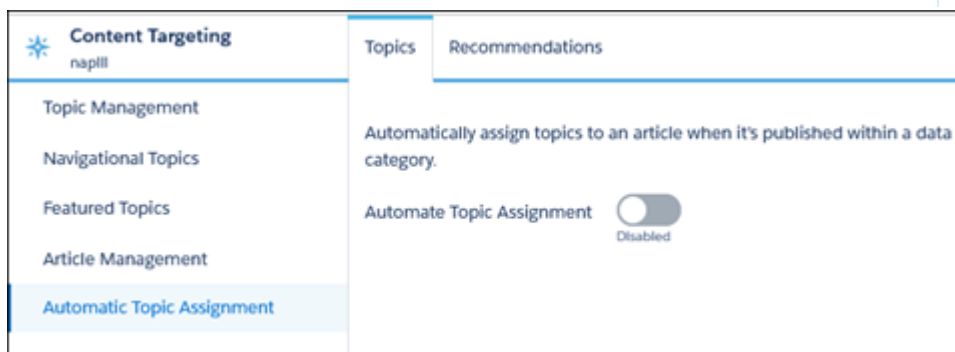 Content Targeting
napIII
Topics
Recommendations
Topic Management
Navigational Topics
Featured Topics
Article Management
Automatic Topic Assignment
Automatically assign topics to an article when it's published within a data
category.
Automate Topic Assignment
Disabled